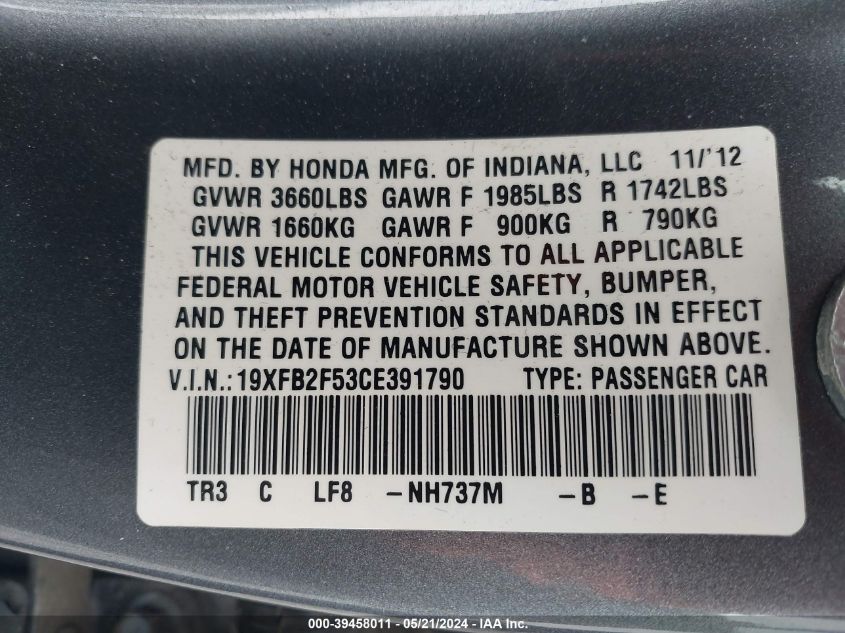 MFD. BY HONDA MFG. OF INDIANA, LLC 11/'12
GVWR 3660LBS GAWR F 1985LBS R 1742LBS
GVWR 1660KG GAWR F 900KG R 790KG
THIS VEHICLE CONFORMS TO ALL APPLICABLE
FEDERAL MOTOR VEHICLE SAFETY, BUMPER,
AND THEFT PREVENTION STANDARDS IN EFFECT
ON THE DATE OF MANUFACTURE SHOWN ABOVE.
V.I.N.:19XFB2F53CE391790 TYPE: PASSENGER CAR
TR3 C LF8 -NH737M -B -E
000-39458011 - 05/21/2024 - IAA Inc.